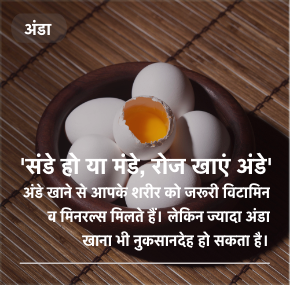 अंडा
'संडे हो या मंडे, रोज खाएं अंडे'
अंडे खाने से आपके शरीर को जरूरी विटामिन
व मिनरल्स मिलते हैं। लेकिन ज्यादा अंडा
खाना भी नुकसानदेह हो सकता है।